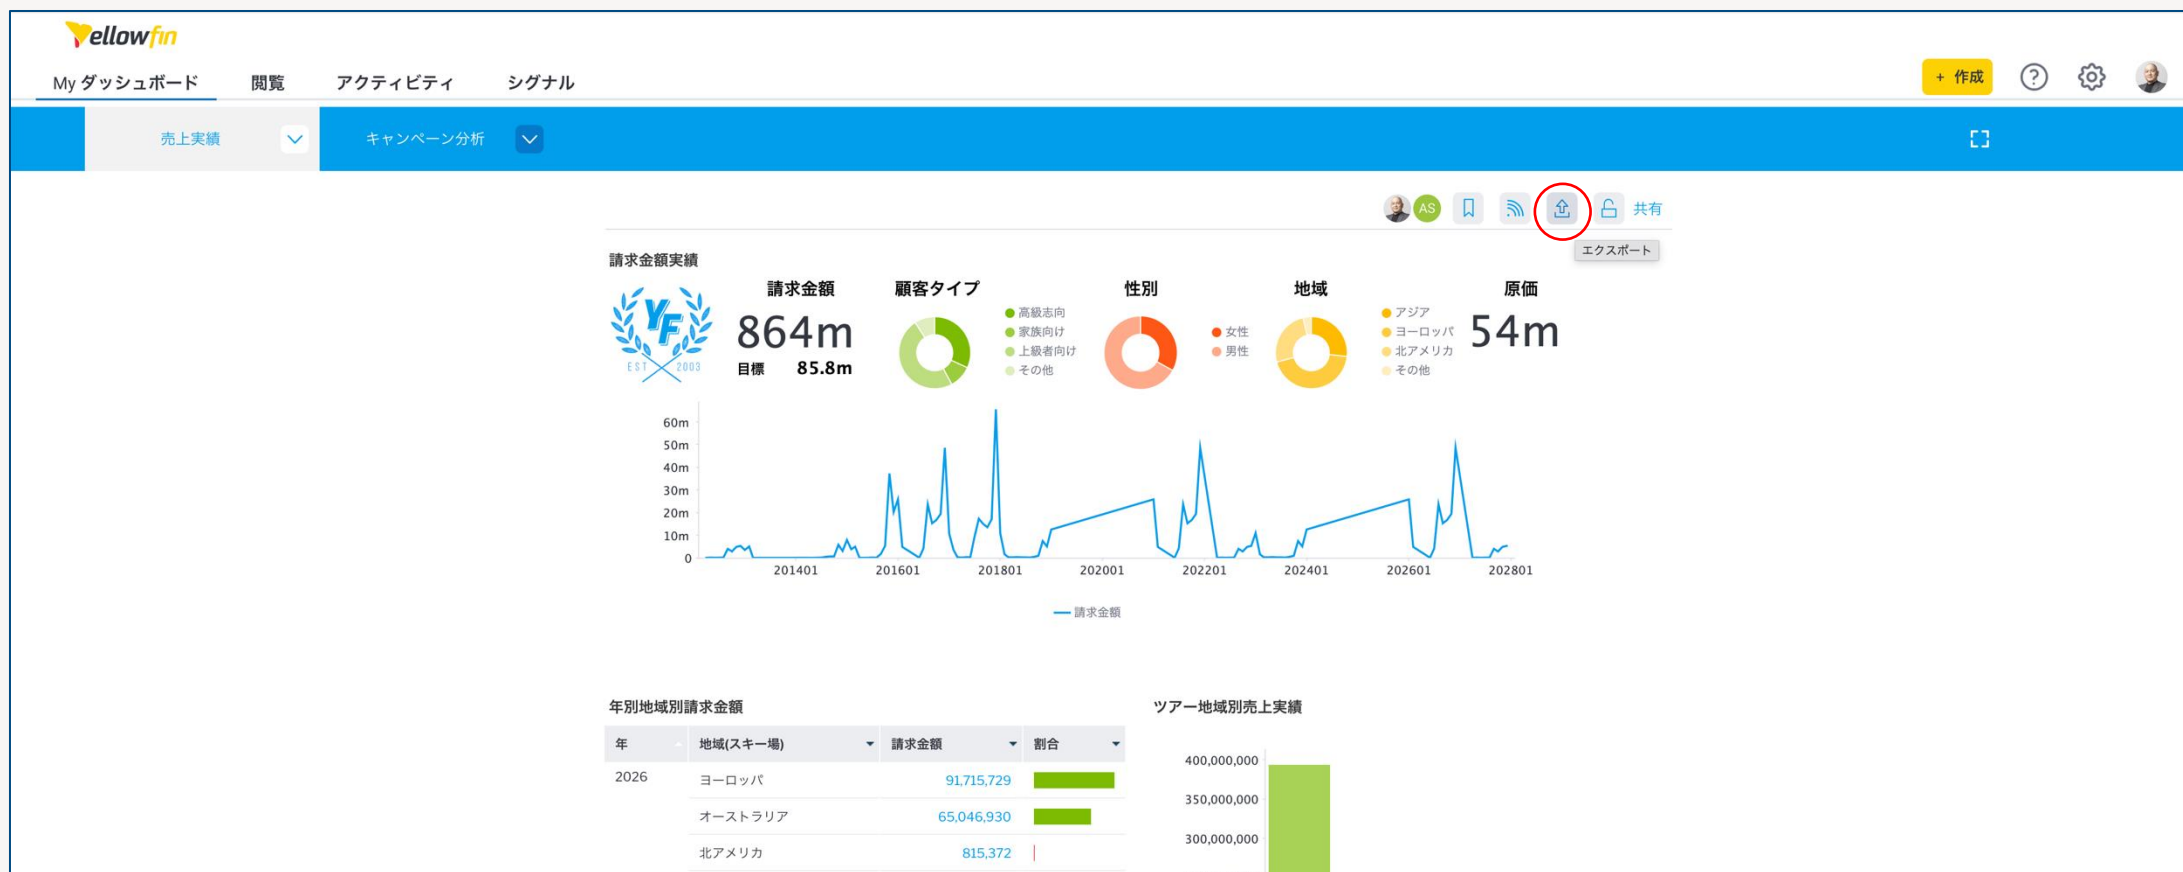 Yellowfin
My ダッシュボード 閲覧 アクティビティ シグナル
+ 作成 ?
売上実績 キャンペーン分析
AS 共有
エクスポート
請求金額実績
YF
EST 2003
請求金額
864m
目標 85.8m
顧客タイプ
高級志向
家族向け
上級者向け
その他
性別
女性
男性
地域
アジア
ヨーロッパ
北アメリカ
その他
原価
54m
60m
50m
40m
30m
20m
10m
0
201401 201601 201801 202001 202201 202401 202601 202801
請求金額
年別地域別請求金額
年 地域(スキー場) 請求金額 割合
2026 ヨーロッパ 91,715,729
オーストラリア 65,046,930
北アメリカ 815,372
ツアー地域別売上実績
400,000,000
350,000,000
300,000,000